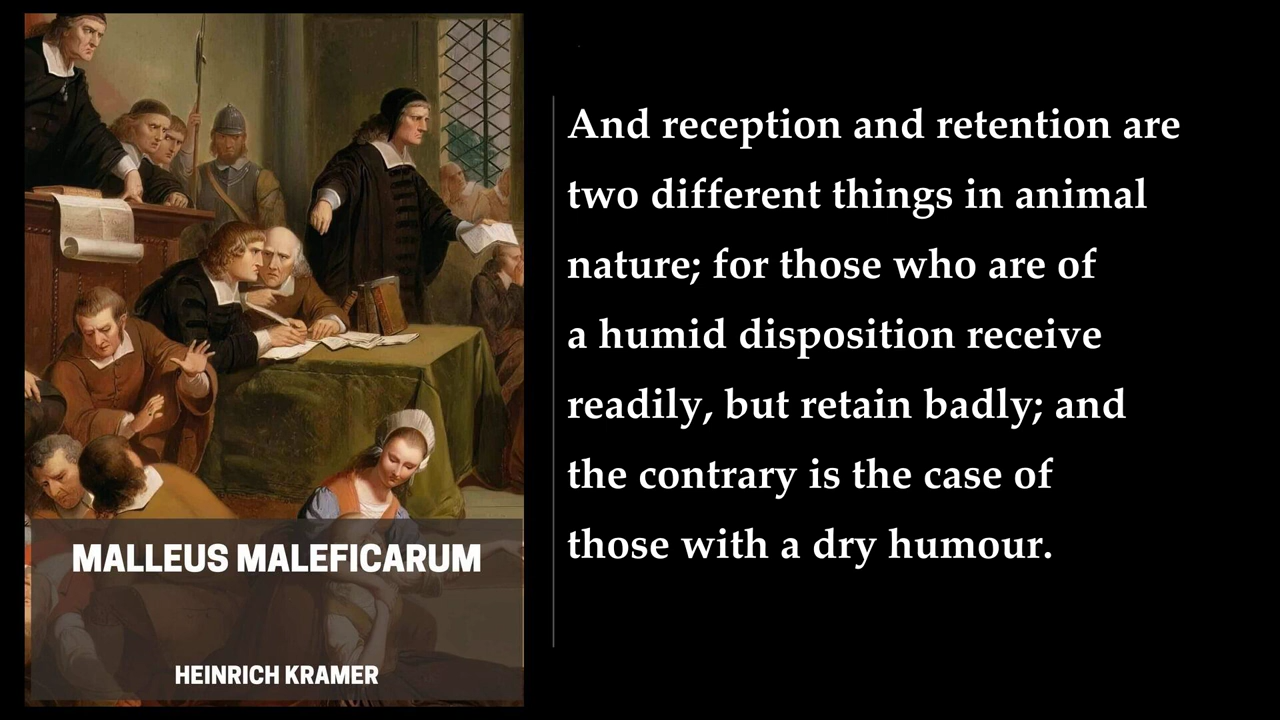 MALLEUS MALEFICARUM
HEINRICH KRAMER
And reception and retention are
two different things in animal
nature; for those who are of
a humid disposition receive
readily, but retain badly; and
the contrary is the case of
those with a dry humour.